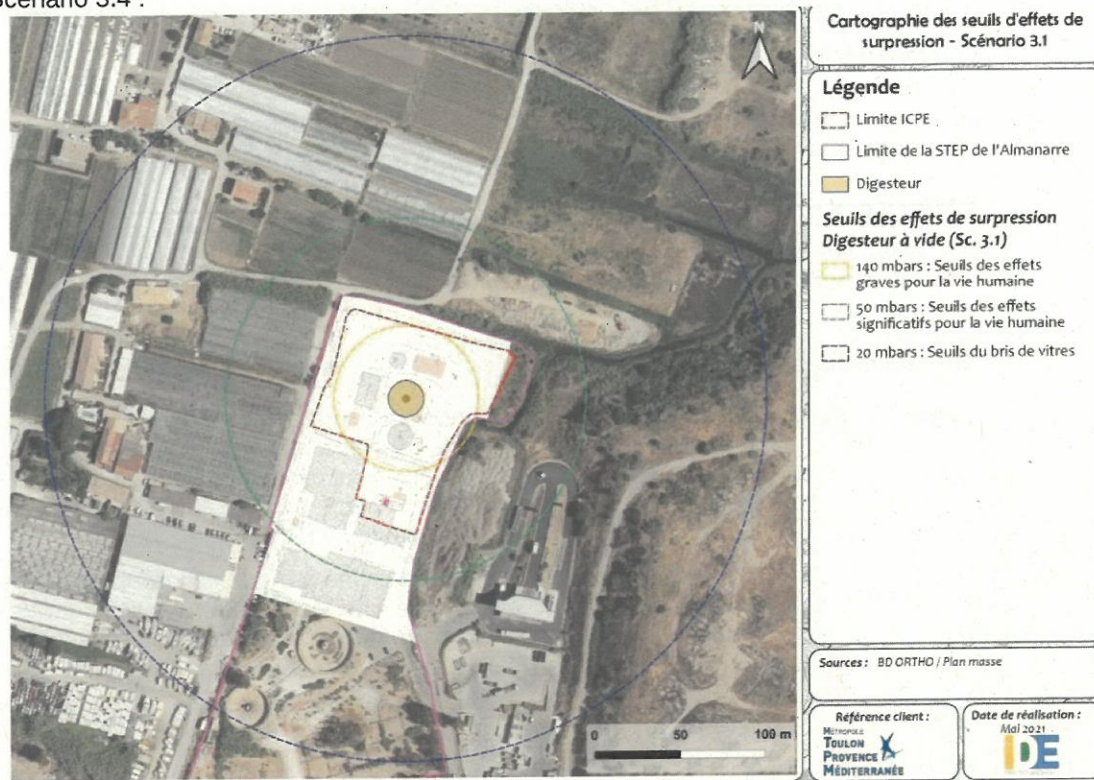 Scénario 3.4 :
N
Cartographie des seuils d'effets de
surpression - Scénario 3.1
Légende
Limite ICPE
Limite de la STEP de l'Almanarre
Digesteur
Seuils des effets de surpression
Digesteur à vide (Sc. 3.1)
140 mbars : Seuils des effets
graves pour la vie humaine
50 mbars : Seuils des effets
significatifs pour la vie humaine
20 mbars : Seuils du bris de vitres
0 50 100 m
Sources : BD ORTHO / Plan masse
Référence client :
MÉTROPOLE
TOULON
PROVENCE
MÉDITERRANÉE
Date de réalisation :
Mai 2021
IDE